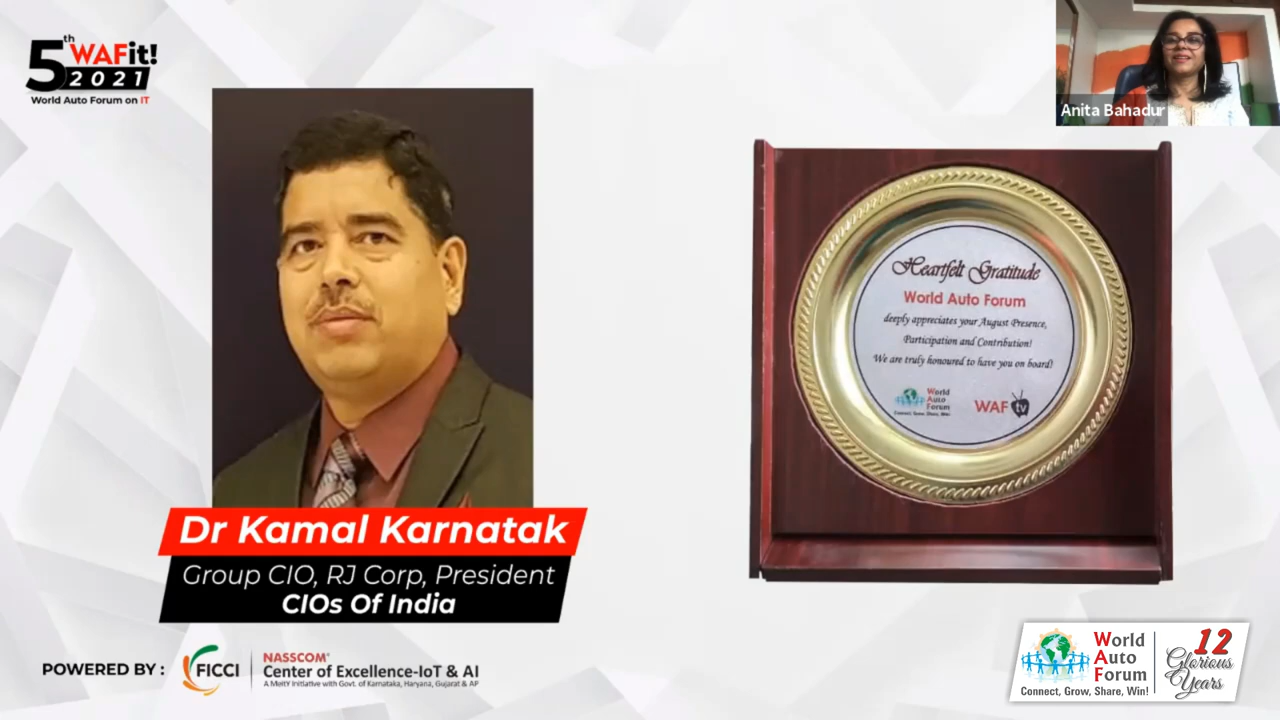 5th WAFit!
2021
World Auto Forum on IT
Anita Bahadur
Heartfelt Gratitude
World Auto Forum
deeply appreciates your August Presence,
Participation and Contribution!
We are truly honoured to have you on board!
World
Auto
Forum
Connect, Grow, Share, Win!
WAF tv
Dr Kamal Karnatak
Group CIO, RJ Corp, President
CIOs Of India
POWERED BY :
FICCI
NASSCOM®
Center of Excellence-IoT & AI
A MeitY Initiative with Govt. of Karnataka, Haryana, Gujarat & AP
World
Auto
Forum
Connect, Grow, Share, Win!
12
Glorious
Years